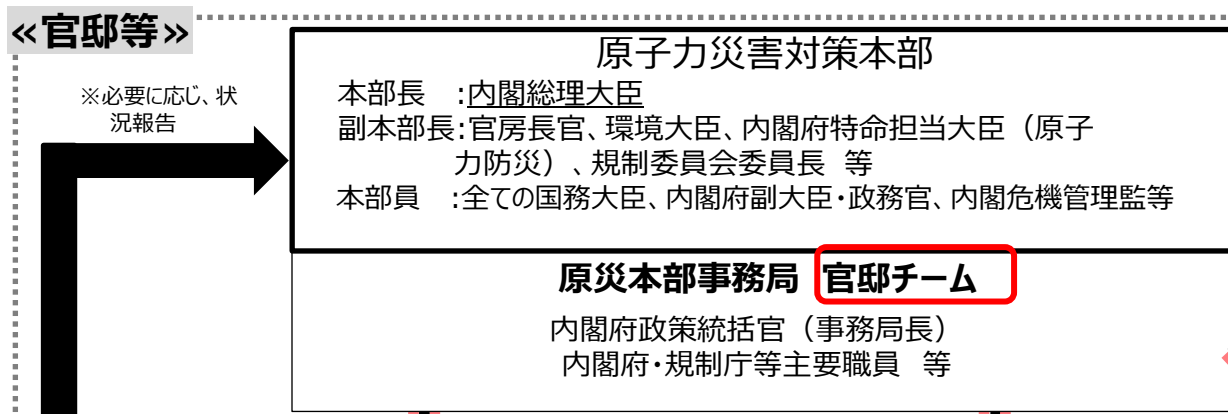 ≪官邸等≫
※必要に応じ、状
況報告
原子力災害対策本部
本部長 :内閣総理大臣
副本部長:官房長官、環境大臣、内閣府特命担当大臣（原子
力防災）、規制委員会委員長 等
本部員 :全ての国務大臣、内閣府副大臣・政務官、内閣危機管理監等
原災本部事務局 官邸チーム
内閣府政策統括官（事務局長）
内閣府・規制庁等主要職員 等